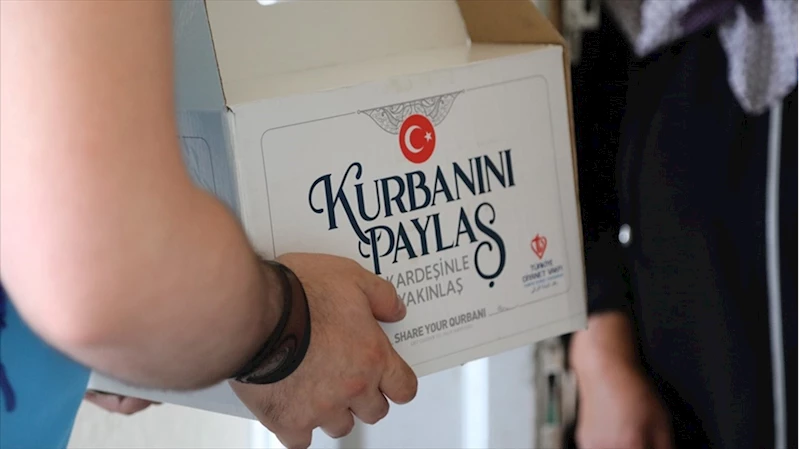 KURBANINI
PAYLAŞ
KARDEŞİNLE
YAKINLAŞ
SHARE YOUR QURBANI
TÜRKİYE
DİYANET VAKFI